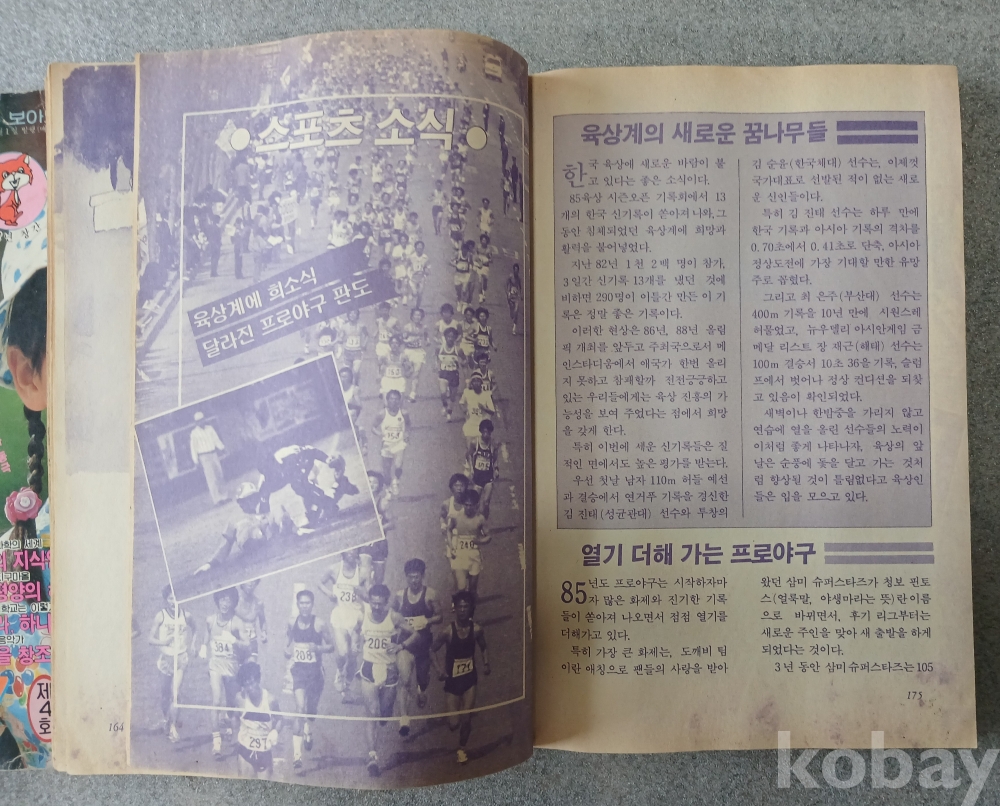 보아
스포츠 소식
육상계에 희소식
달라진 프로야구 판도
152
153
238
240
384
206
208
171
297
164
제
4
회
육상계의 새로운 꿈나무들
한국 육상에 새로운 바람이 불
고 있다는 좋은 소식이다.
85육상 시즌오픈 기록회에서 13
개의 한국 신기록이 쏟아져 나와, 그
동안 침체되었던 육상계에 희망과
활력을 불어넣었다.
지난 82년 1천 2백 명이 참가,
3일간 신기록 13개를 냈던 것에
비하면 290명이 이틀간 만든 이 기
록은 정말 좋은 기록이다.
이러한 현상은 86년, 88년 올림
픽 개최를 앞두고 주최국으로서 메
인스타디움에서 애국가 한번 울리
지 못하고 참패할까 전전긍긍하고
있는 우리들에게는 육상 진흥의 가
능성을 보여 주었다는 점에서 희망
을 갖게 한다.
특히 이번에 세운 신기록들은 질
적인 면에서도 높은 평가를 받는다.
우선 첫날 남자 110m 허들 예선
과 결승에서 연거푸 기록을 경신한
김 진태(성균관대) 선수와 투창의
김 순윤(한국체대) 선수는, 이제껏
국가대표로 선발된 적이 없는 새로
운 신인들이다.
특히 김 진태 선수는 하루 만에
한국 기록과 아시아 기록의 격차를
0.70초에서 0.41초로 단축, 아시아
정상도전에 가장 기대할 만한 유망
주로 꼽혔다.
그리고 최 은주(부산대) 선수는
400m 기록을 10년 만에 시원스레
허물었고, 뉴우델리 아시안게임 금
메달 리스트 장 재근(해태) 선수는
100m 결승서 10초 36을 기록, 슬럼
프에서 벗어나 정상 컨디션을 되찾
고 있음이 확인되었다.
새벽이나 한밤중을 가리지 않고
연습에 열을 올린 선수들의 노력이
이처럼 좋게 나타나자, 육상의 앞
날은 순풍에 돛을 달고 가는 것처
럼 향상될 것이 틀림없다고 육상인
들은 입을 모으고 있다.
열기 더해 가는 프로야구
85년도 프로야구는 시작하자마
자 많은 화제와 진기한 기록
들이 쏟아져 나오면서 점점 열기를
더해가고 있다.
특히 가장 큰 화제는, 도깨비 팀
이란 애칭으로 팬들의 사랑을 받아
왔던 삼미 슈퍼스타즈가 청보 핀토
스(얼룩말, 야생마라는 뜻)란 이름
으로 바뀌면서, 후기 리그부터는
새로운 주인을 맞아 새 출발을 하게
되었다는 것이다.
3년 동안 삼미 슈퍼스타즈는 105
175
kobay